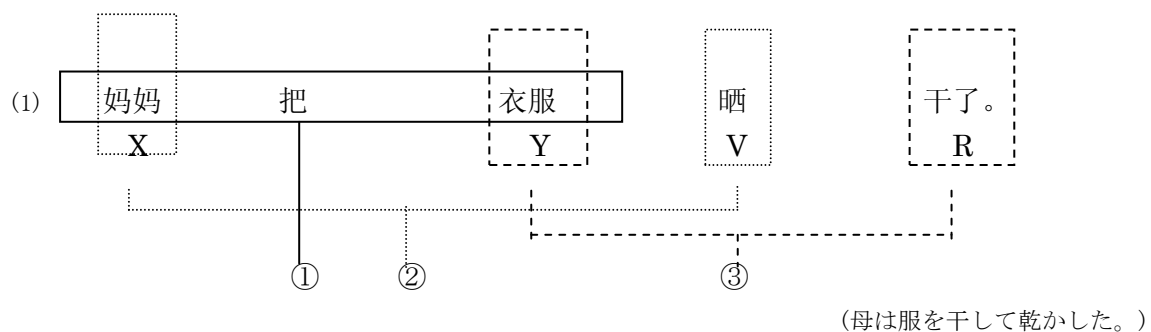 (1) 妈妈 把 衣服 晒 干了。
X Y V R
① ② ③
(母は服を干して乾かした。)